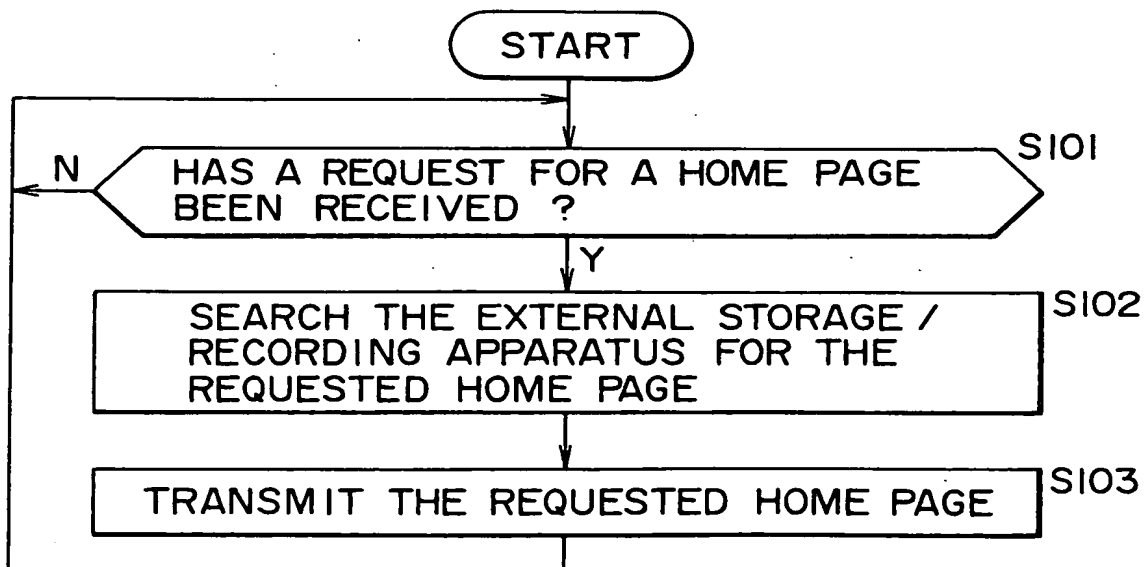 START
S101
N
HAS A REQUEST FOR A HOME PAGE
BEEN RECEIVED ?
Y
S102
SEARCH THE EXTERNAL STORAGE /
RECORDING APPARATUS FOR THE
REQUESTED HOME PAGE
S103
TRANSMIT THE REQUESTED HOME PAGE